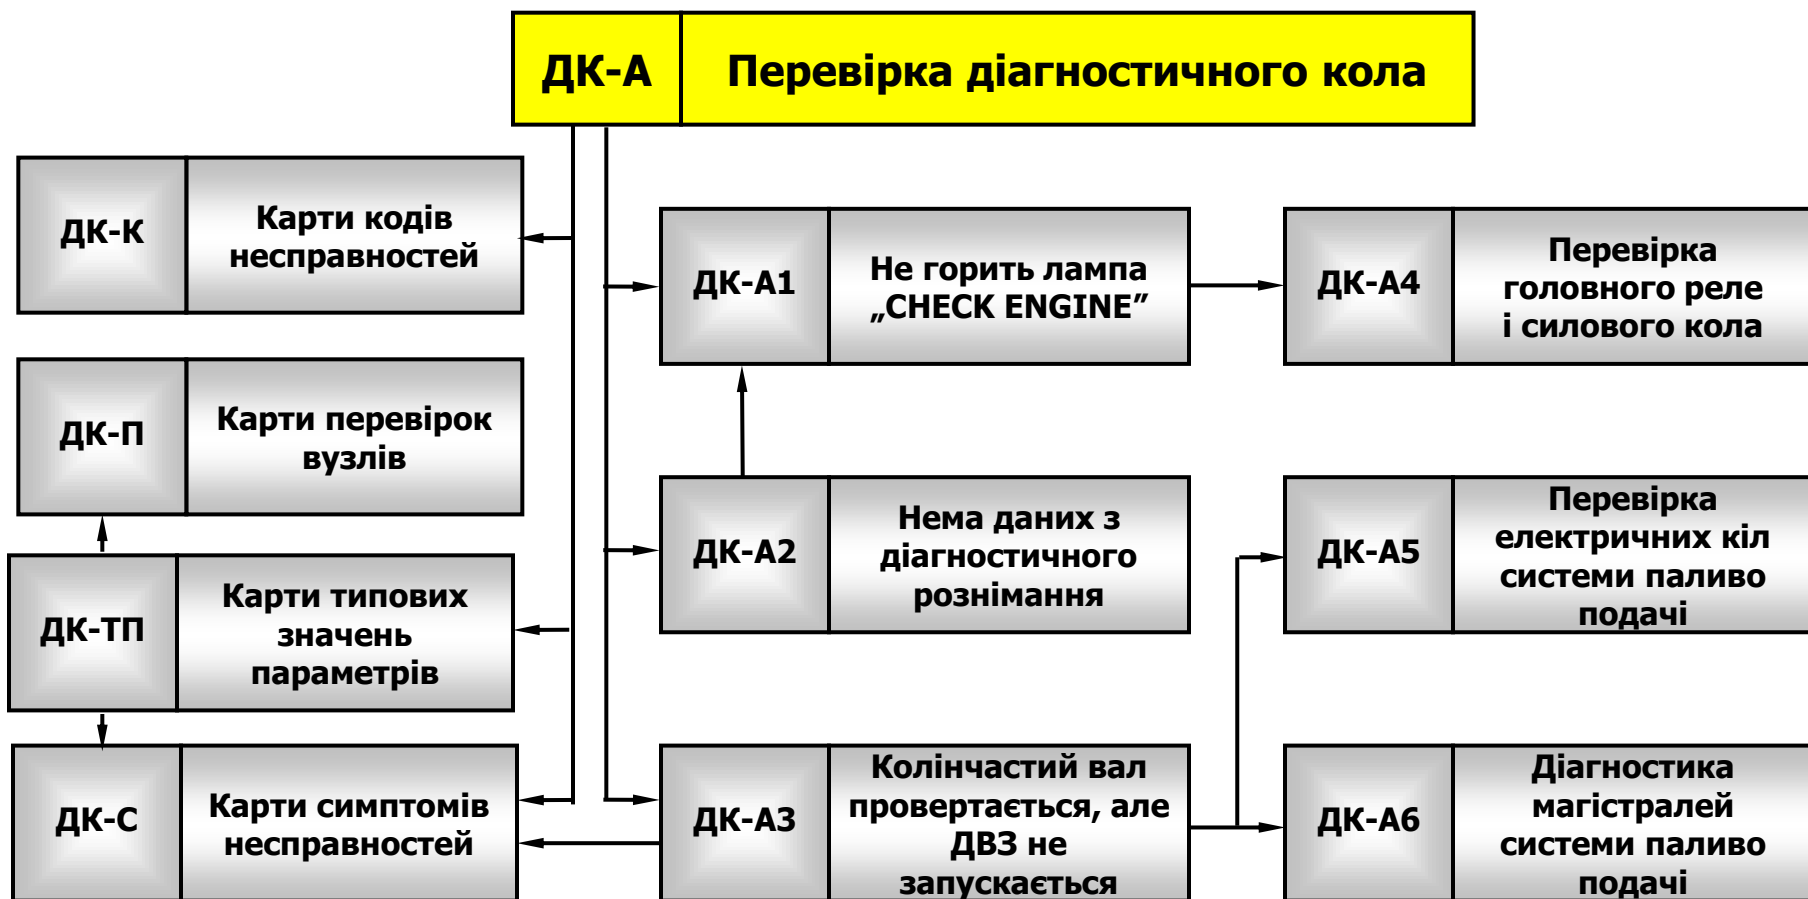 ДК-А
Перевірка діагностичного кола
ДК-К
Карти кодів
несправностей
ДК-П
Карти перевірок
вузлів
ДК-ТП
Карти типових
значень
параметрів
ДК-С
Карти симптомів
несправностей
ДК-А1
Не горить лампа
„CHECK ENGINE”
ДК-А2
Нема даних з
діагностичного
рознімання
ДК-А3
Колінчастий вал
провертається, але
ДВЗ не
запускається
ДК-А4
Перевірка
головного реле
і силового кола
ДК-А5
Перевірка
електричних кіл
системи паливо
подачі
ДК-А6
Діагностика
магістралей
системи паливо
подачі